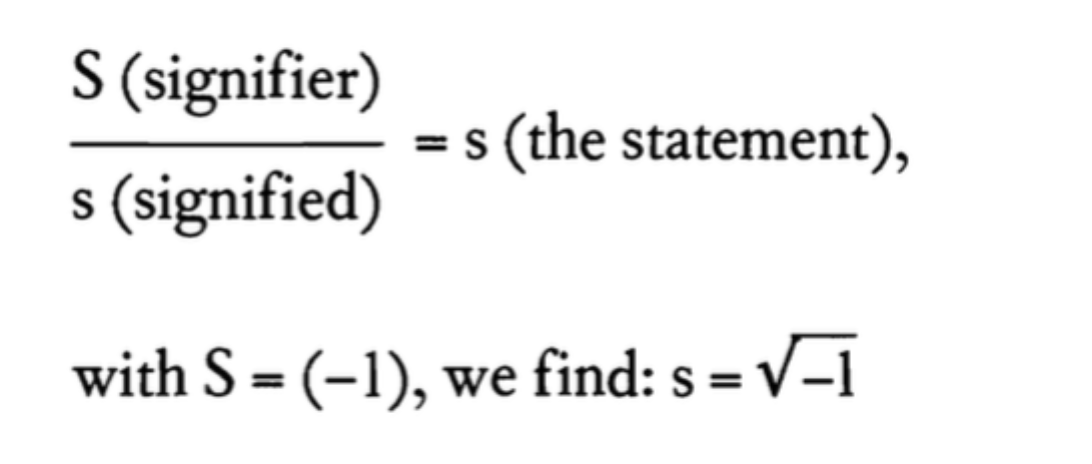 S (signifier)
s (signified)
= s (the statement),
with S = (–1), we find: s = √–1